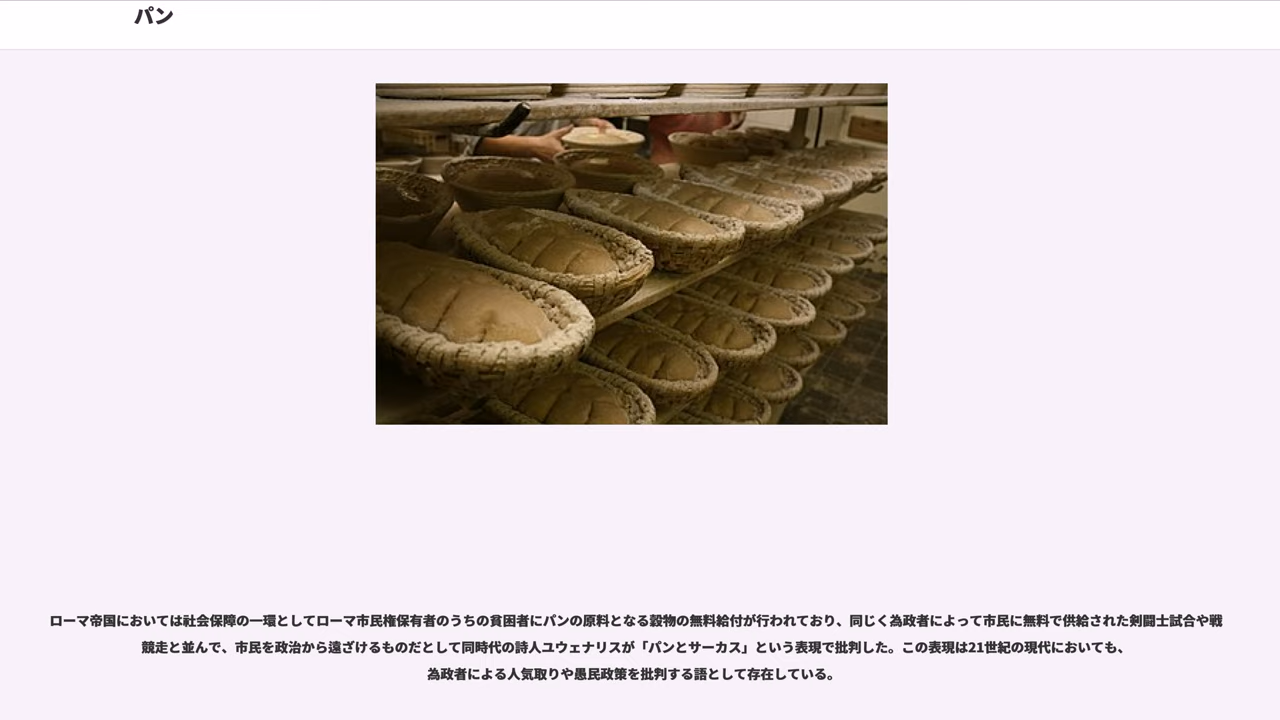 パン
ローマ帝国においては社会保障の一環としてローマ市民権保有者のうちの貧困者にパンの原料となる穀物の無料給付が行われており、同じく為政者によって市民に無料で供給された剣闘士試合や戦
競走と並んで、市民を政治から遠ざけるものだとして同時代の詩人ユウェナリスが「パンとサーカス」という表現で批判した。この表現は21世紀の現代においても、
為政者による人気取りや愚民政策を批判する語として存在している。